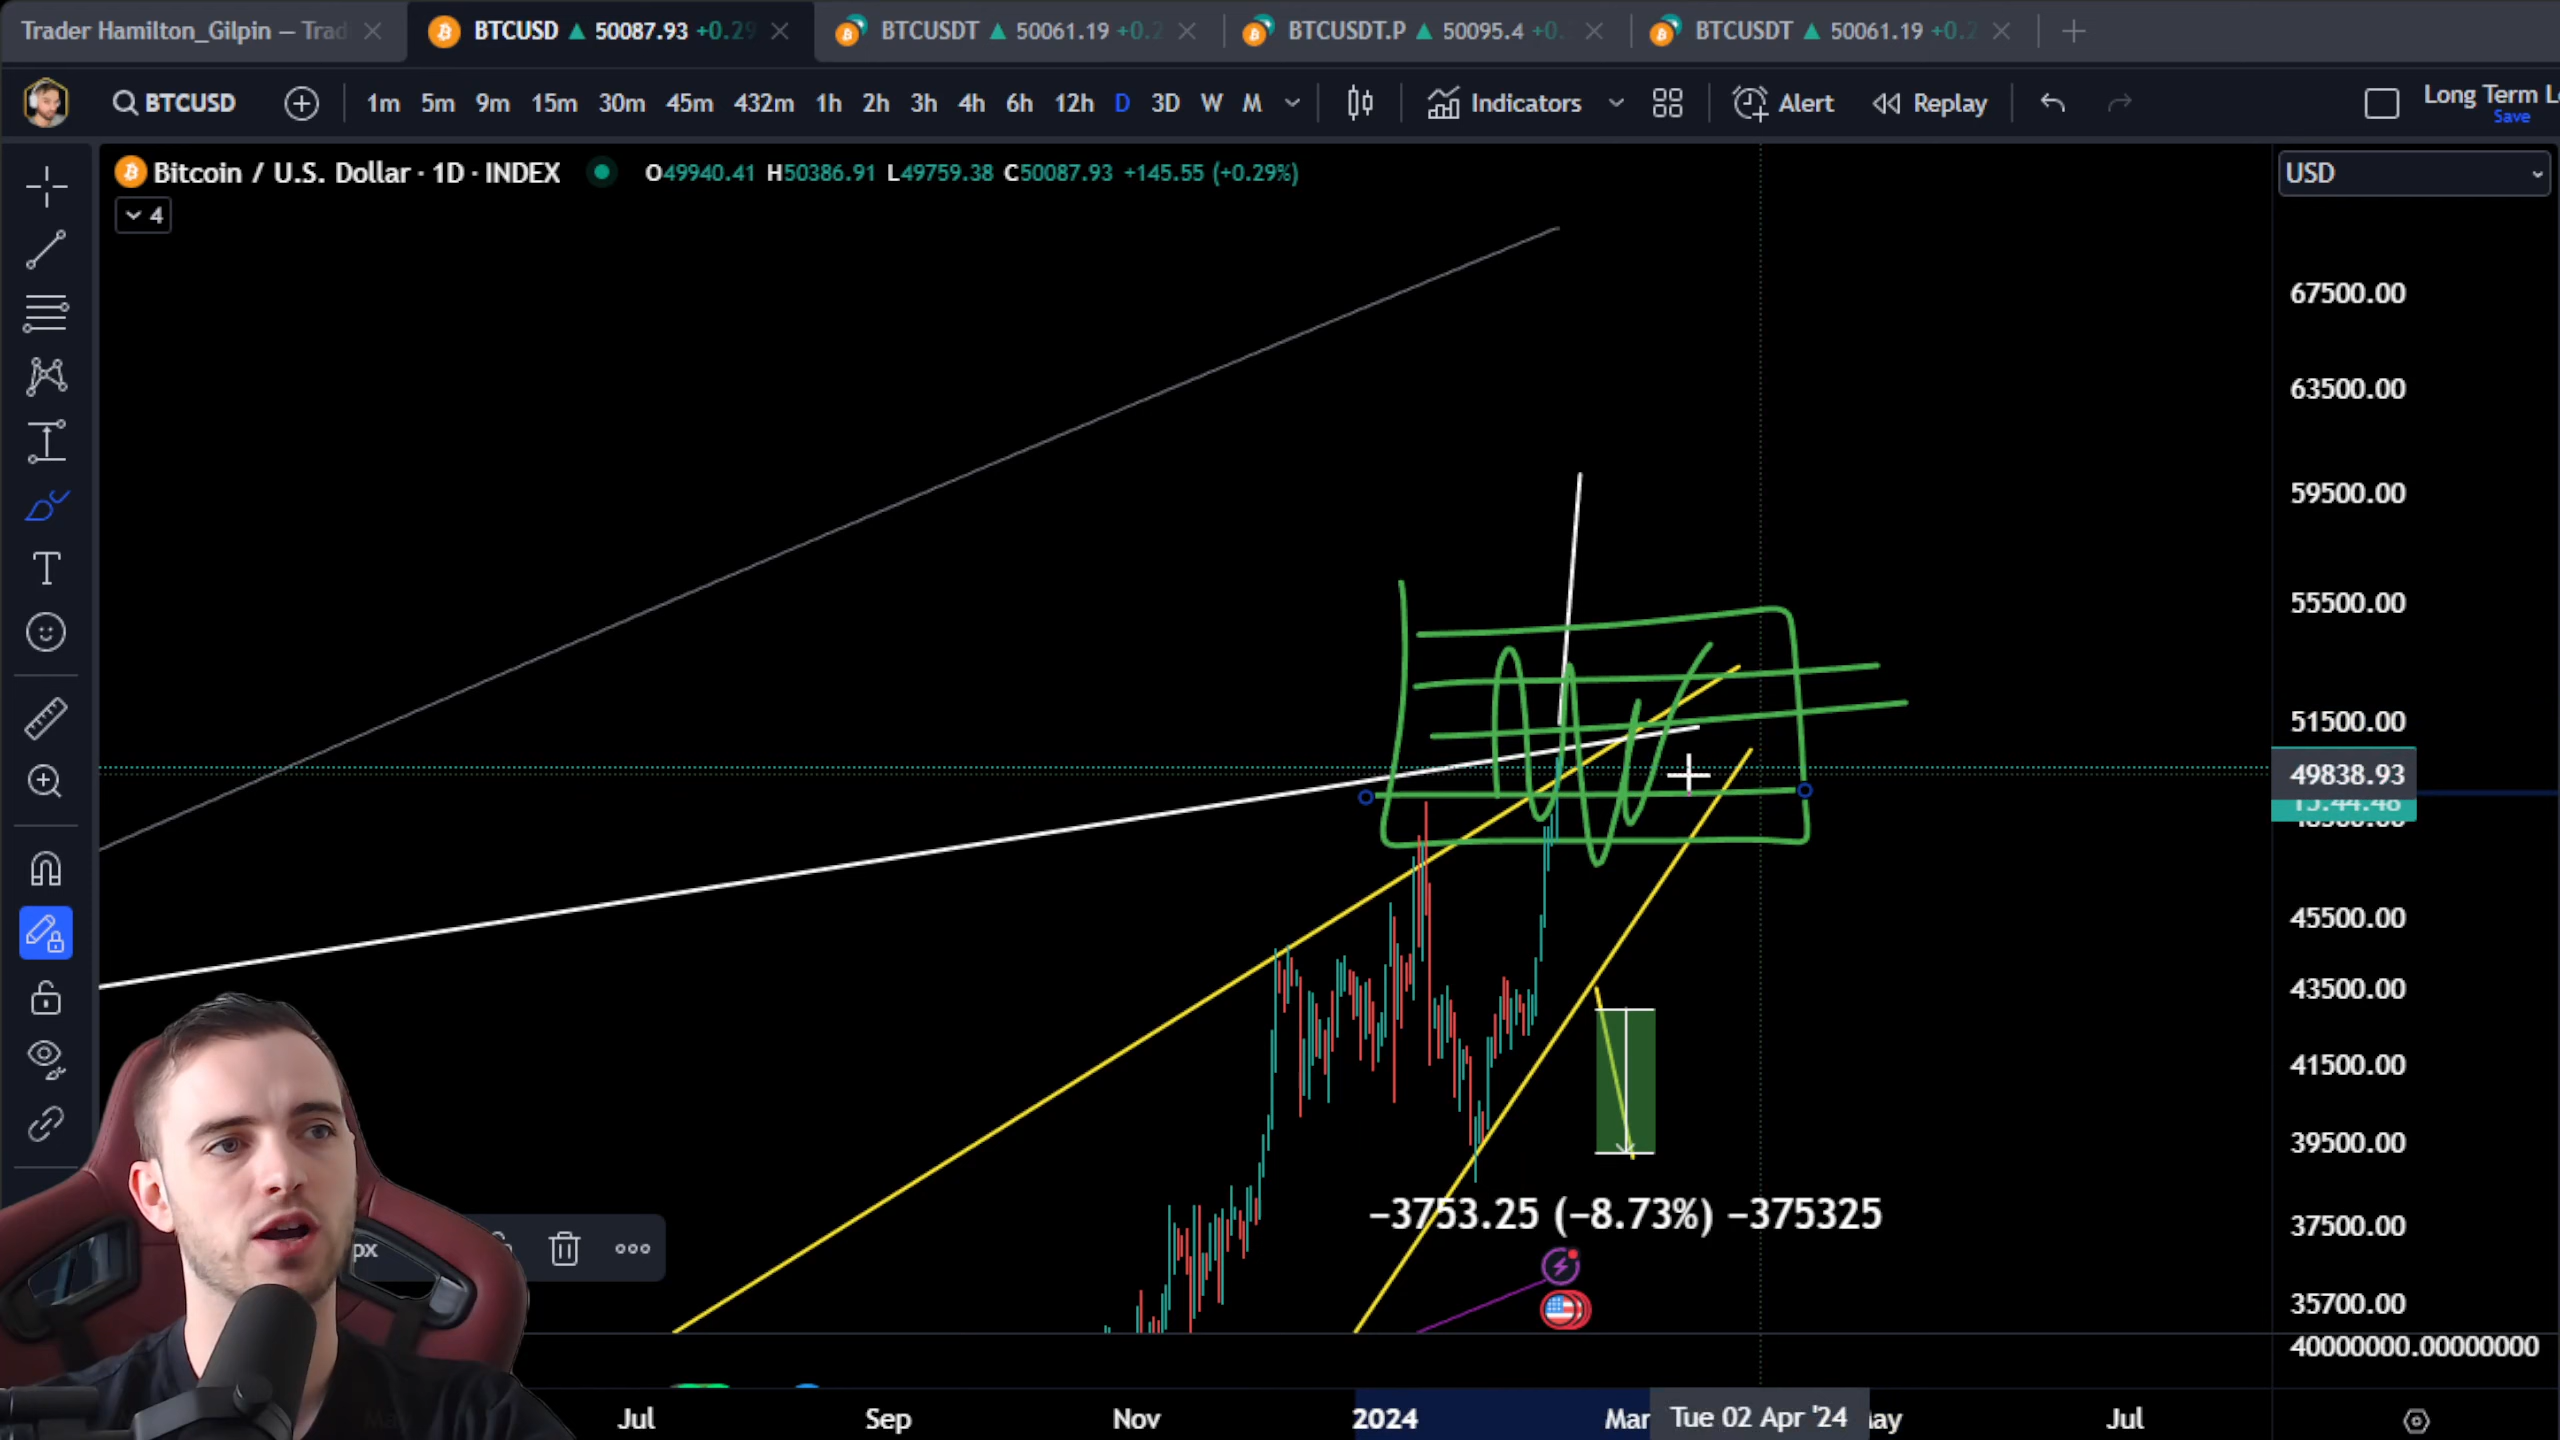 Trader Hamilton_Gilpin – Trad
BTCUSD 50087.93 +0.29
BTCUSDT 50061.19 +0.2
BTCUSDT.P 50095.4 +0.
BTCUSDT 50061.19 +0.2
BTCUSD 1m 5m 9m 15m 30m 45m 432m 1h 2h 3h 4h 6h 12h D 3D W M Indicators Alert Replay Long Term L
Save
Bitcoin / U.S. Dollar · 1D · INDEX O49940.41 H50386.91 L49759.38 C50087.93 +145.55 (+0.29%)
USD
4
67500.00
63500.00
59500.00
55500.00
51500.00
49838.93
45500.00
43500.00
41500.00
39500.00
−3753.25 (−8.73%) −375325
37500.00
px
35700.00
40000000.00000000
Jul Sep Nov 2024 Mar Tue 02 Apr '24 Jul